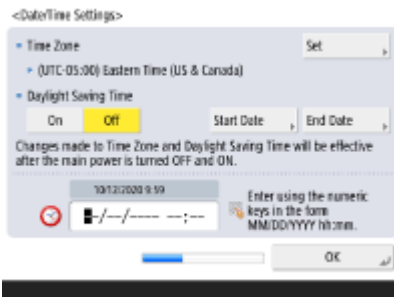 <Date/Time Settings>
Time Zone
Set
(UTC-05:00) Eastern Time (US & Canada)
Daylight Saving Time
On Off Start Date End Date
Changes made to Time Zone and Daylight Saving Time will be effective
after the main power is turned OFF and ON.
10/12/2020 9:59
-/--/---- --:--
Enter using the numeric
keys in the form
MM/DD/YYYY hh:mm.
OK